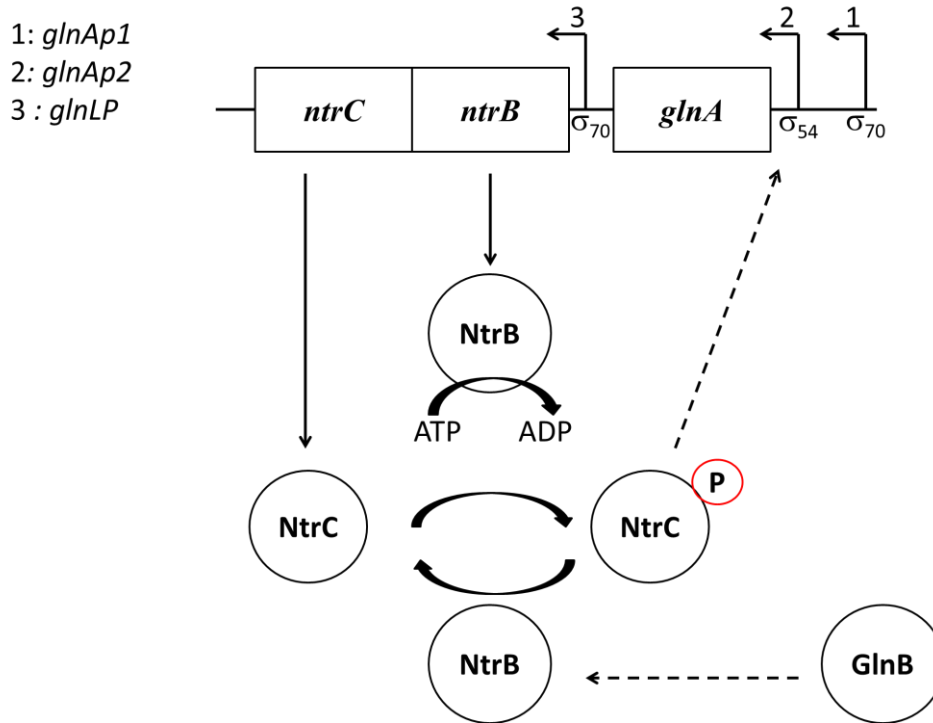 1: glnAp1
2: glnAp2
3 : glnLP
3
2
1
ntrC
ntrB
glnA
σ70
σ54
σ70
NtrB
ATP
ADP
NtrC
NtrC
P
NtrB
GlnB